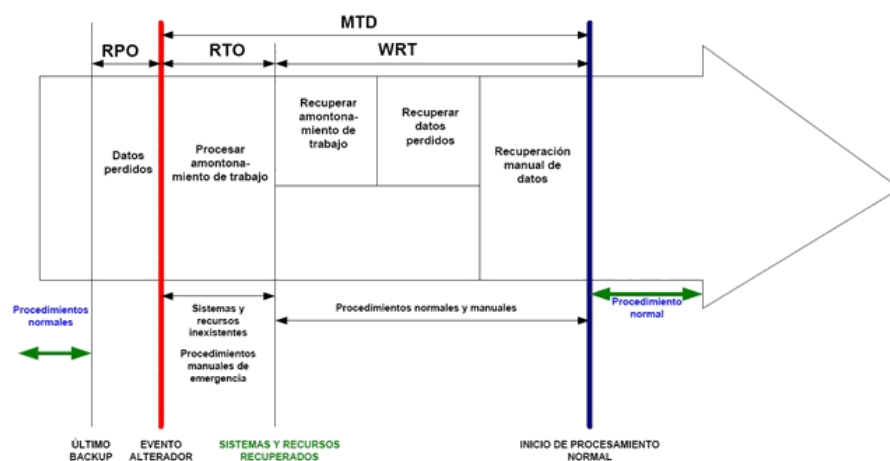 MTD
RPO
RTO
WRT
Datos
perdidos
Procesar
amontona-
miento de trabajo
Recuperar
amontona-
miento de
trabajo
Recuperar
datos
perdidos
Recuperación
manual de
datos
Procedimientos
normales
Sistemas y
recursos
inexistentes
Procedimientos
manuales de
emergencia
Procedimientos normales y manuales
Procedimiento
normal
ÚLTIMO
BACKUP
EVENTO
ALTERADOR
SISTEMAS Y RECURSOS
RECUPERADOS
INICIO DE PROCESAMIENTO
NORMAL